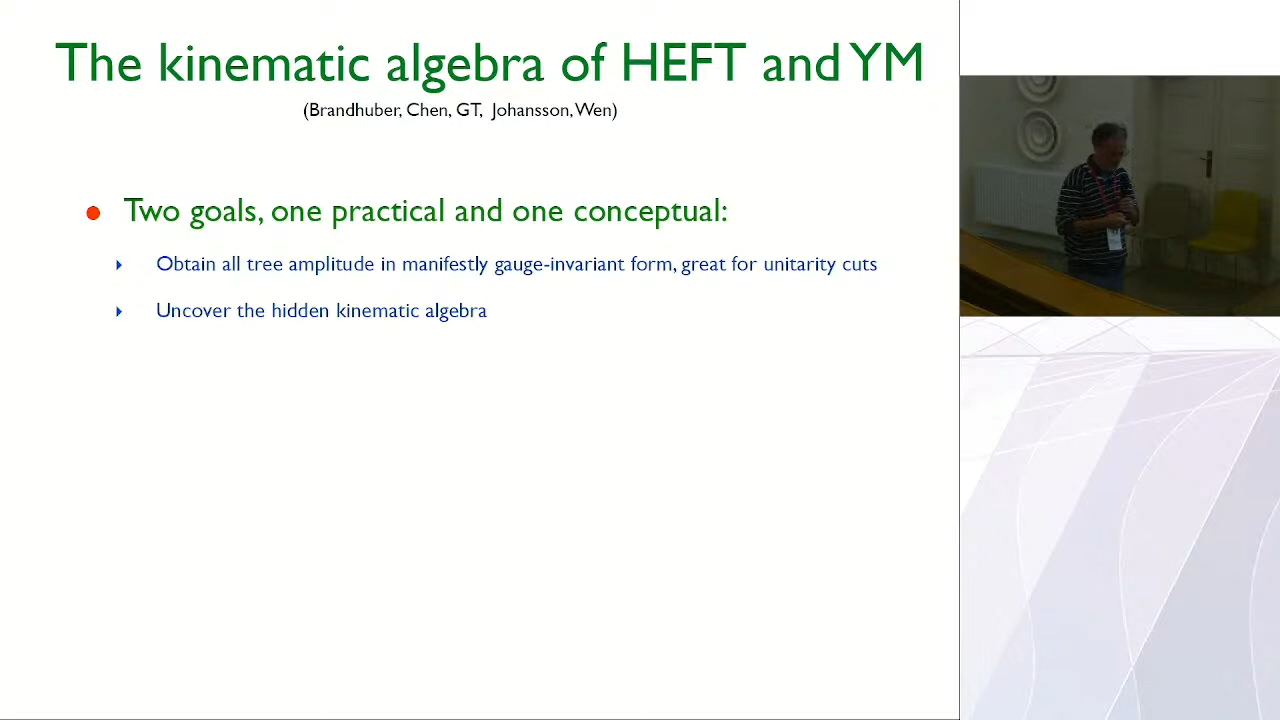 The kinematic algebra of HEFT and YM
(Brandhuber, Chen, GT, Johansson, Wen)
Two goals, one practical and one conceptual:
Obtain all tree amplitude in manifestly gauge-invariant form, great for unitarity cuts
Uncover the hidden kinematic algebra